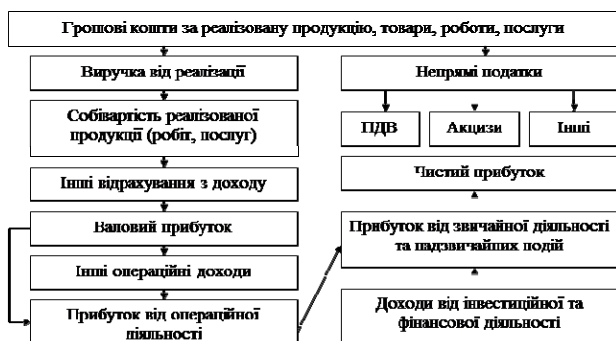 Грошові кошти за реалізовану продукцію, товари, роботи, послуги
Виручка від реалізації
Собівартість реалізованої
продукції (робіт, послуг)
Інші відрахування з доходу
Валовий прибуток
Інші операційні доходи
Прибуток від операційної
діяльності
Непрямі податки
ПДВ
Акцизи
Інші
Чистий прибуток
Прибуток від звичайної діяльності
та надзвичайних подій
Доходи від інвестиційної та
фінансової діяльності